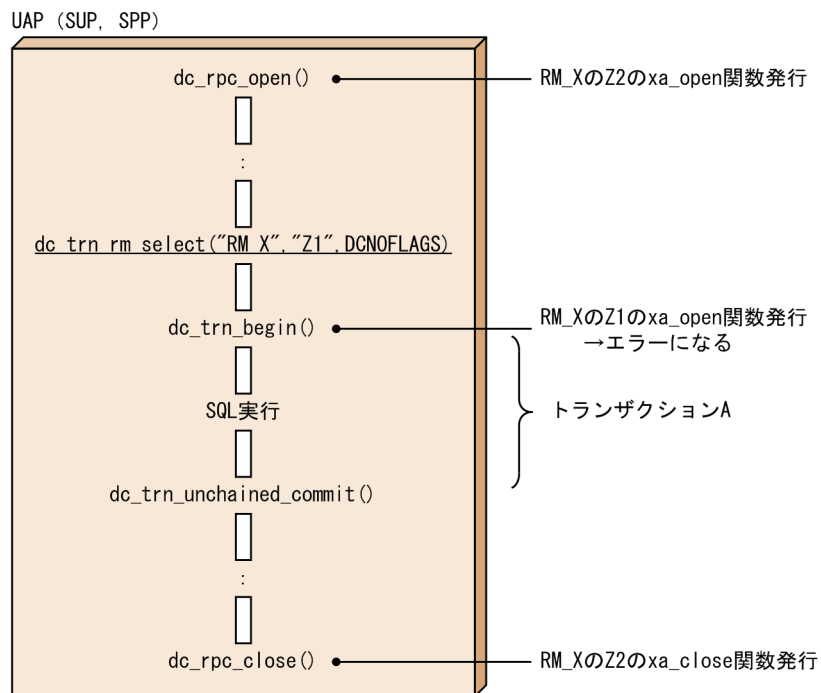 UAP (SUP, SPP)
dc_rpc_open()
RM_XのZ2のxa_open関数発行
:
dc_trn_rm_select("RM_X","Z1",DCNOFLAGS)
dc_trn_begin()
RM_XのZ1のxa_open関数発行
→エラーになる
SQL実行
トランザクションA
dc_trn_unchained_commit()
:
dc_rpc_close()
RM_XのZ2のxa_close関数発行